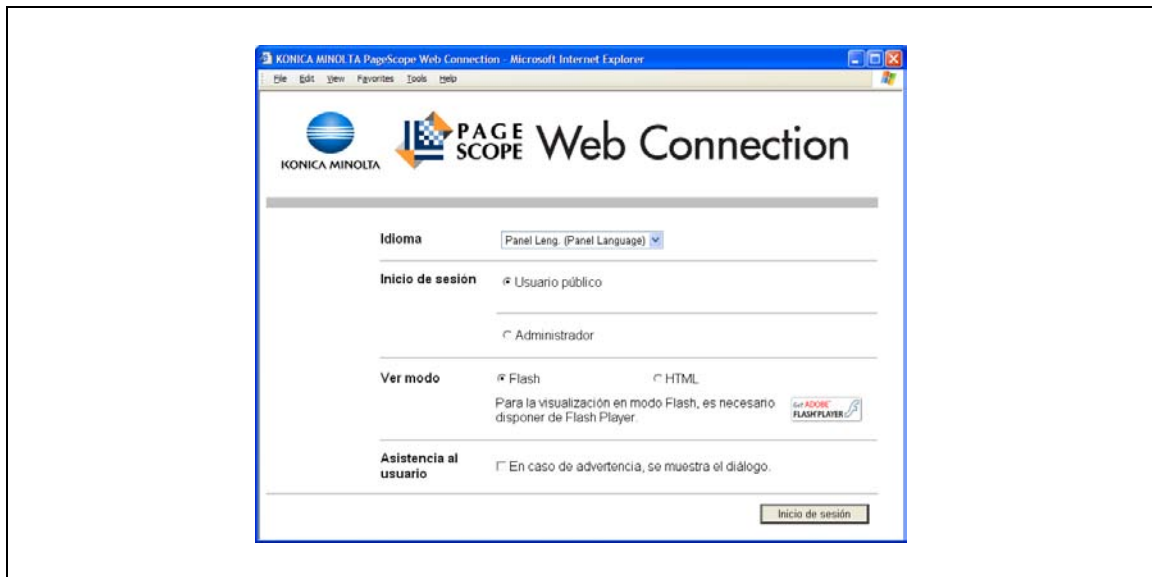 KONICA MINOLTA PageScope Web Connection - Microsoft Internet Explorer
File Edit View Favorites Tools Help
KONICA MINOLTA
PAGE SCOPE Web Connection
Idioma
Panel Leng. (Panel Language)
Inicio de sesión
Usuario público
Administrador
Ver modo
Flash
HTML
Para la visualización en modo Flash, es necesario
disponer de Flash Player.
Get ADOBE
FLASH PLAYER
Asistencia al
usuario
En caso de advertencia, se muestra el diálogo.
Inicio de sesión